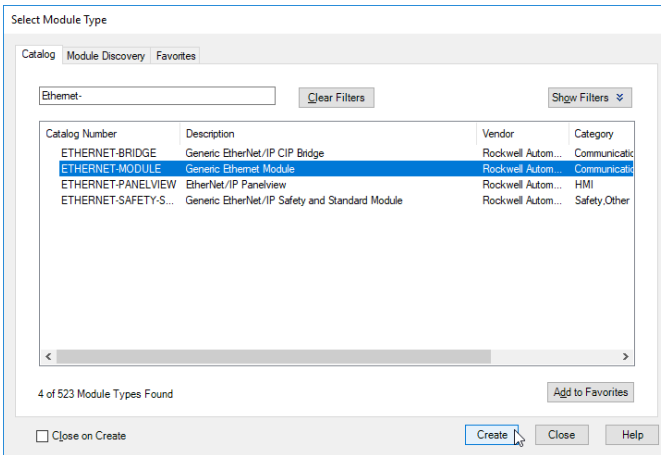 Select Module Type
Catalog Module Discovery Favorites
Ethernet-
Clear Filters
Show Filters
Catalog Number Description Vendor Category
ETHERNET-BRIDGE Generic EtherNet/IP CIP Bridge Rockwell Autom... Communicatic
ETHERNET-MODULE Generic Ethernet Module Rockwell Autom... Communicatic
ETHERNET-PANELVIEW EtherNet/IP Panelview Rockwell Autom... HMI
ETHERNET-SAFETY-S... Generic EtherNet/IP Safety and Standard Module Rockwell Autom... Safety,Other
4 of 523 Module Types Found
Add to Favorites
Close on Create
Create Close Help